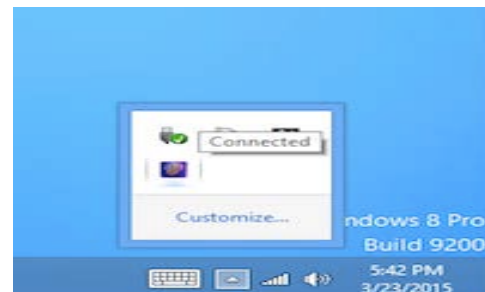 Connected
Customize...
ndows 8 Pro
Build 9200
5:42 PM
3/23/2015